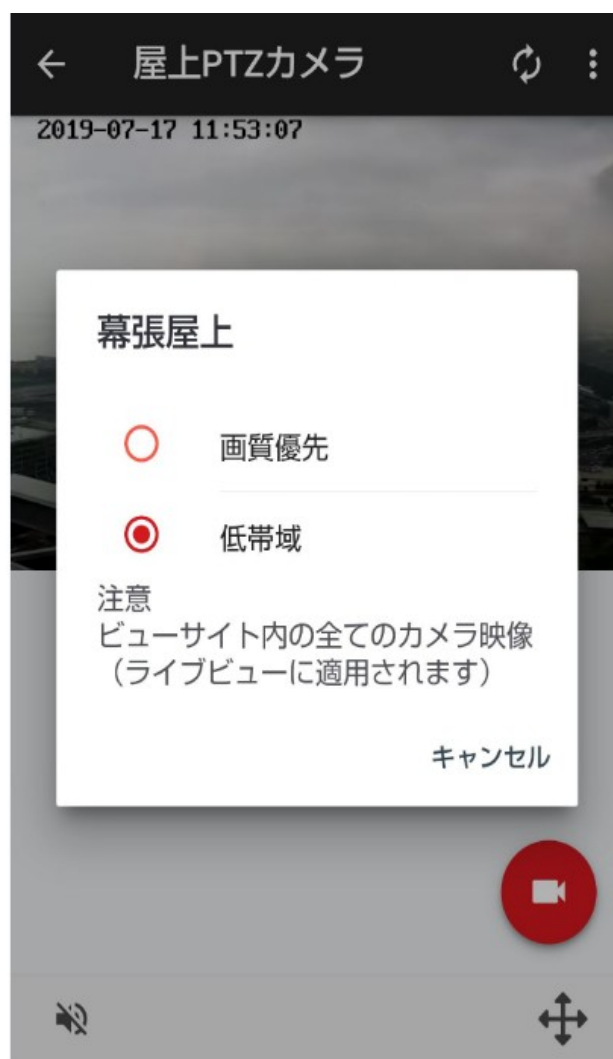 屋上PTZカメラ
2019-07-17 11:53:07
幕張屋上
画質優先
低帯域
注意
ビューサイト内の全てのカメラ映像
（ライブビューに適用されます）
キャンセル